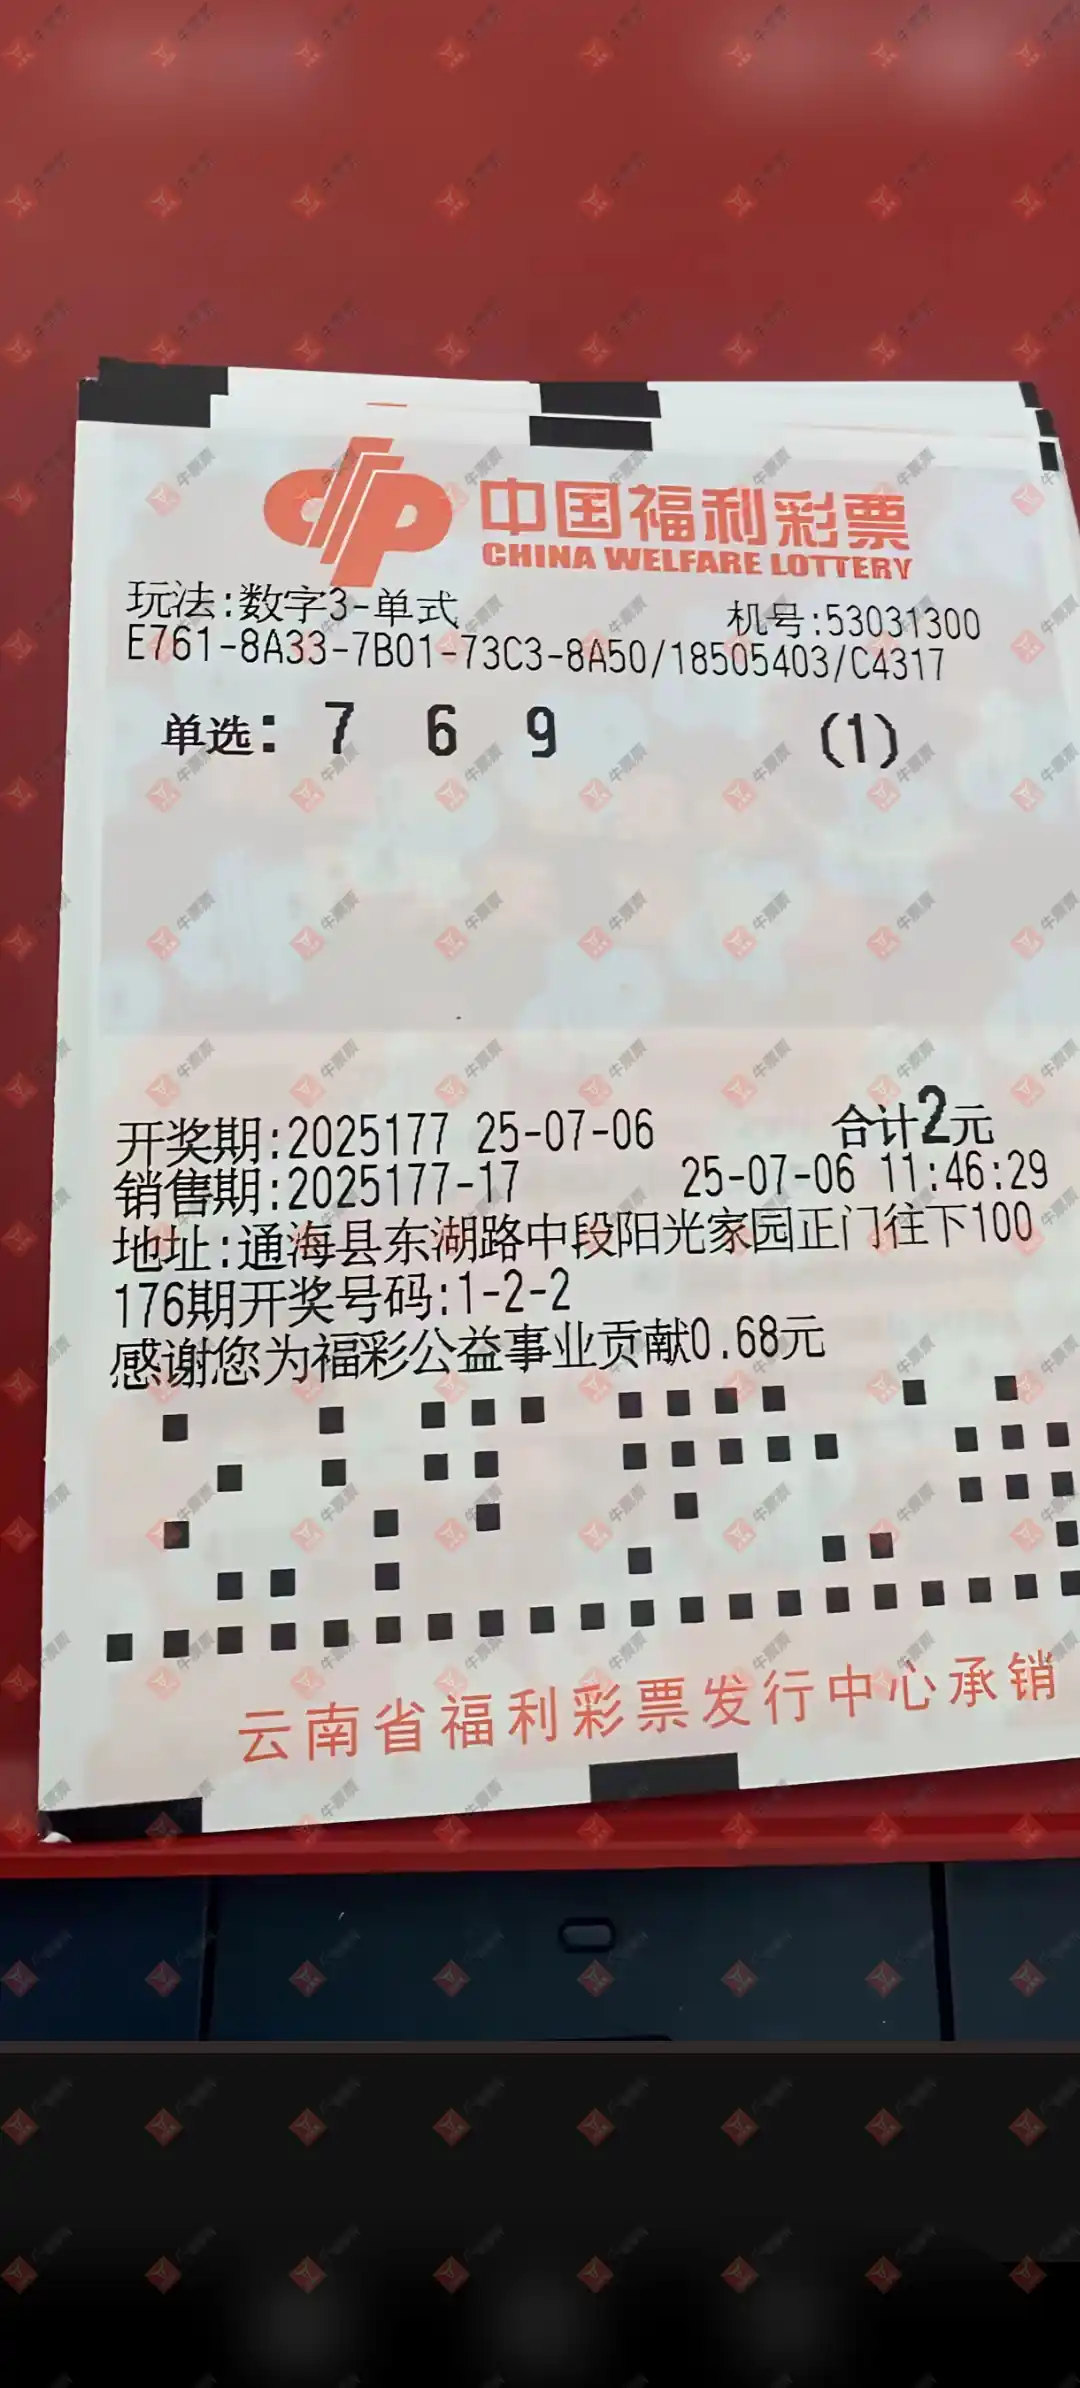 中国福利彩票
CHINA WELFARE LOTTERY
玩法:数字3-单式 机号:53031300
E761-8A33-7B01-73C3-8A50/18505403/C4317
单选: 7 6 9 (1)
开奖期:2025177 25-07-06 合计2元
销售期:2025177-17 25-07-06 11:46:29
地址:通海县东湖路中段阳光家园正门往下100
176期开奖号码:1-2-2
感谢您为福彩公益事业贡献0.68元
云南省福利彩票发行中心承销
牛票票